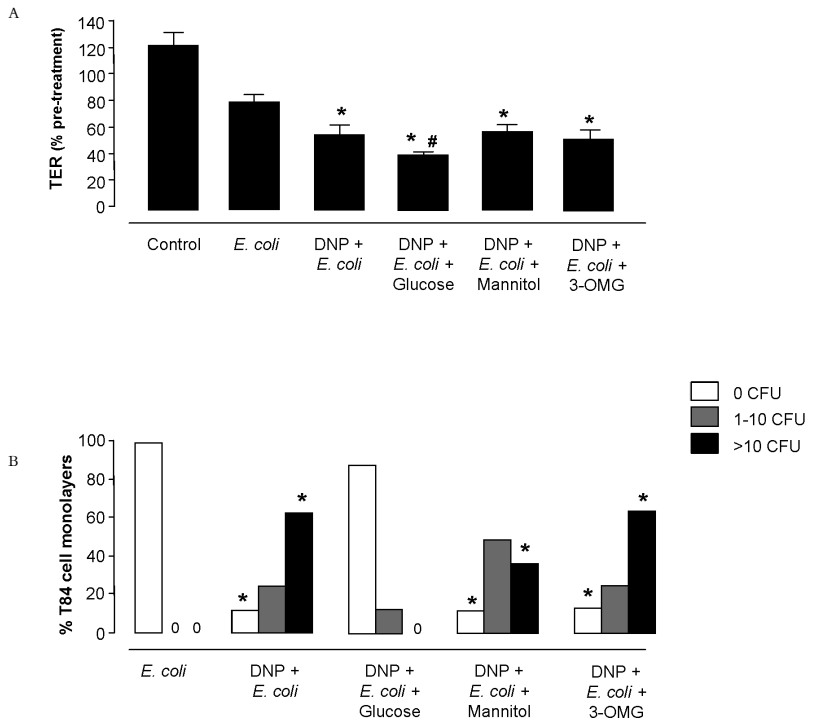 A
TER (% pre-treatment)
140
120
100
80
60
40
20
0
*
* #
*
*
Control
E. coli
DNP +
E. coli
DNP +
E. coli +
Glucose
DNP +
E. coli +
Mannitol
DNP +
E. coli +
3-OMG
0 CFU
1-10 CFU
>10 CFU
B
% T84 cell monolayers
100
80
60
40
20
0
0 0
*
*
0
*
*
*
*
E. coli
DNP +
E. coli
DNP +
E. coli +
Glucose
DNP +
E. coli +
Mannitol
DNP +
E. coli +
3-OMG